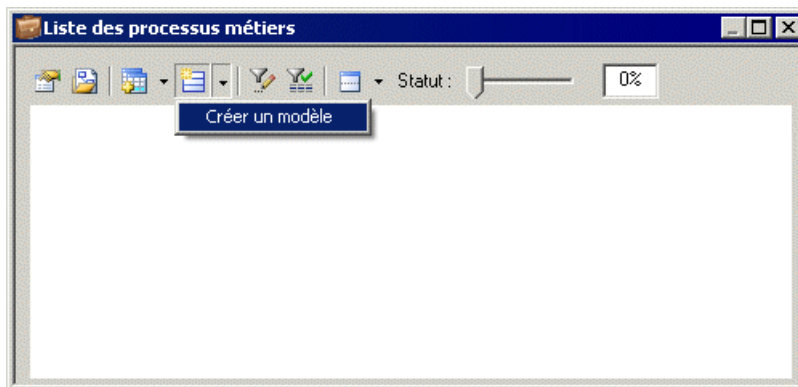 Liste des processus métiers
Statut : 0%
Créer un modèle